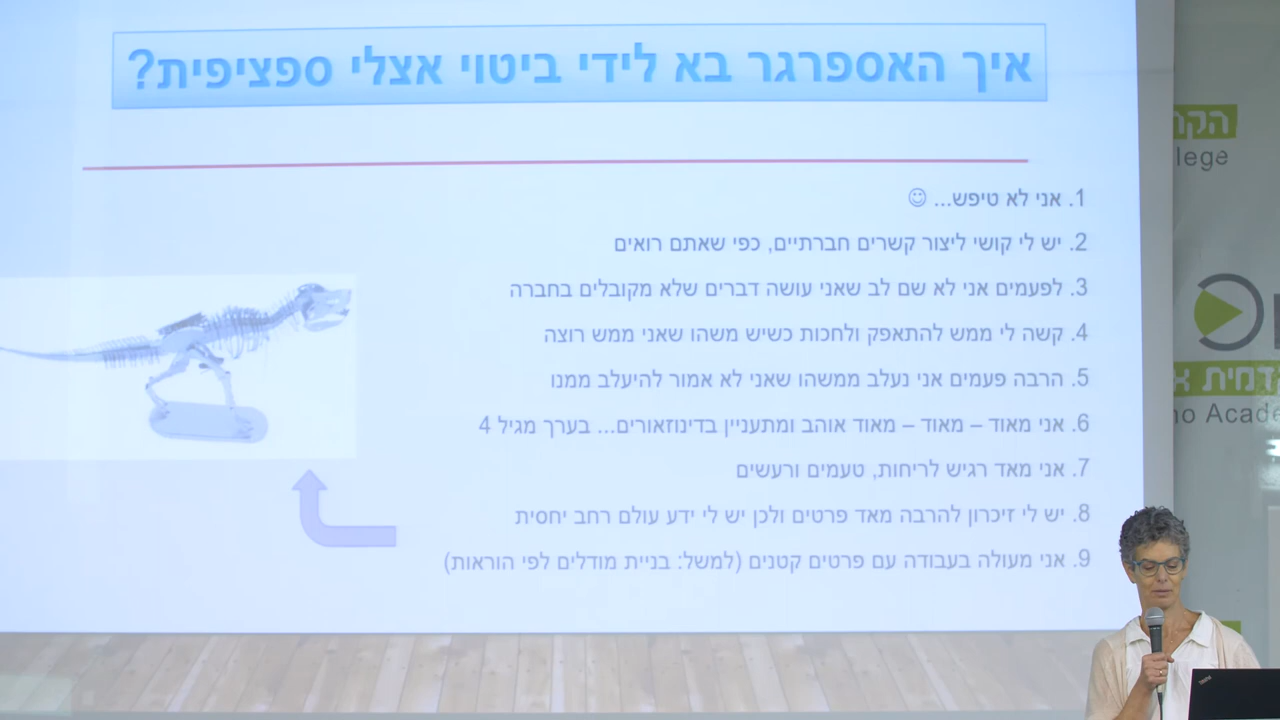 איך האספרגר בא לידי ביטוי אצלי ספציפית?
1. אני לא טיפש... ☺
2. יש לי קושי ליצור קשרים חברתיים, כפי שאתם רואים
3. לפעמים אני לא שם לב שאני עושה דברים שלא מקובלים בחברה
4. קשה לי ממש להתאפק ולחכות כשיש משהו שאני ממש רוצה
5. הרבה פעמים אני נעלב ממשהו שאני לא אמור להיעלב ממנו
6. אני מאוד – מאוד – מאוד אוהב ומתעניין בדינוזאורים... בערך מגיל 4
7. אני מאד רגיש לריחות, טעמים ורעשים
8. יש לי זיכרון להרבה מאד פרטים ולכן יש לי ידע עולם רחב יחסית
9. אני מעולה בעבודה עם פרטים קטנים (למשל: בניית מודלים לפי הוראות)
הקר
lege
דמית א
no Acade